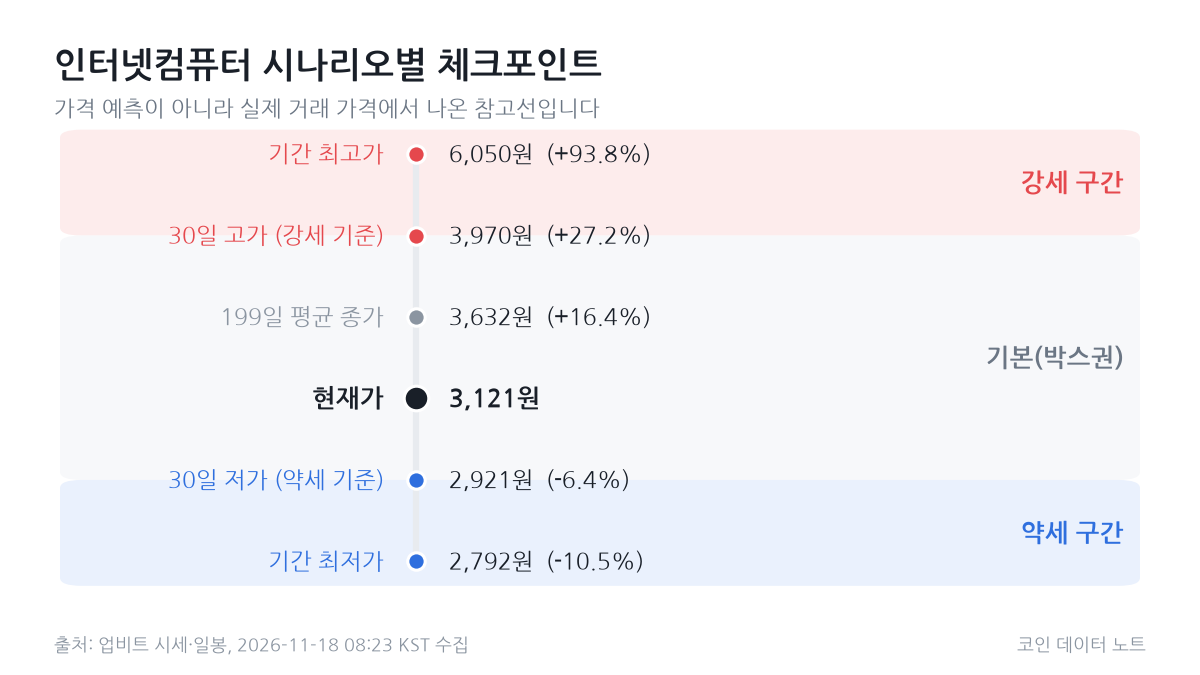 인터넷컴퓨터 시나리오별 체크포인트
가격 예측이 아니라 실제 거래 가격에서 나온 참고선입니다
기간 최고가 6,050원 (+93.8%)
강세 구간
30일 고가 (강세 기준) 3,970원 (+27.2%)
199일 평균 종가 3,632원 (+16.4%)
기본(박스권)
현재가 3,121원
30일 저가 (약세 기준) 2,921원 (-6.4%)
약세 구간
기간 최저가 2,792원 (-10.5%)
출처: 업비트 시세·일봉, 2026-11-18 08:23 KST 수집
코인 데이터 노트